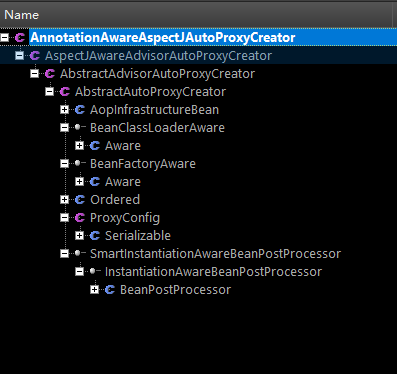 Name
AnnotationAwareAspectJAutoProxyCreator
AspectJAwareAdvisorAutoProxyCreator
AbstractAdvisorAutoProxyCreator
AbstractAutoProxyCreator
AopInfrastructureBean
BeanClassLoaderAware
Aware
BeanFactoryAware
Aware
Ordered
ProxyConfig
Serializable
SmartInstantiationAwareBeanPostProcessor
InstantiationAwareBeanPostProcessor
BeanPostProcessor